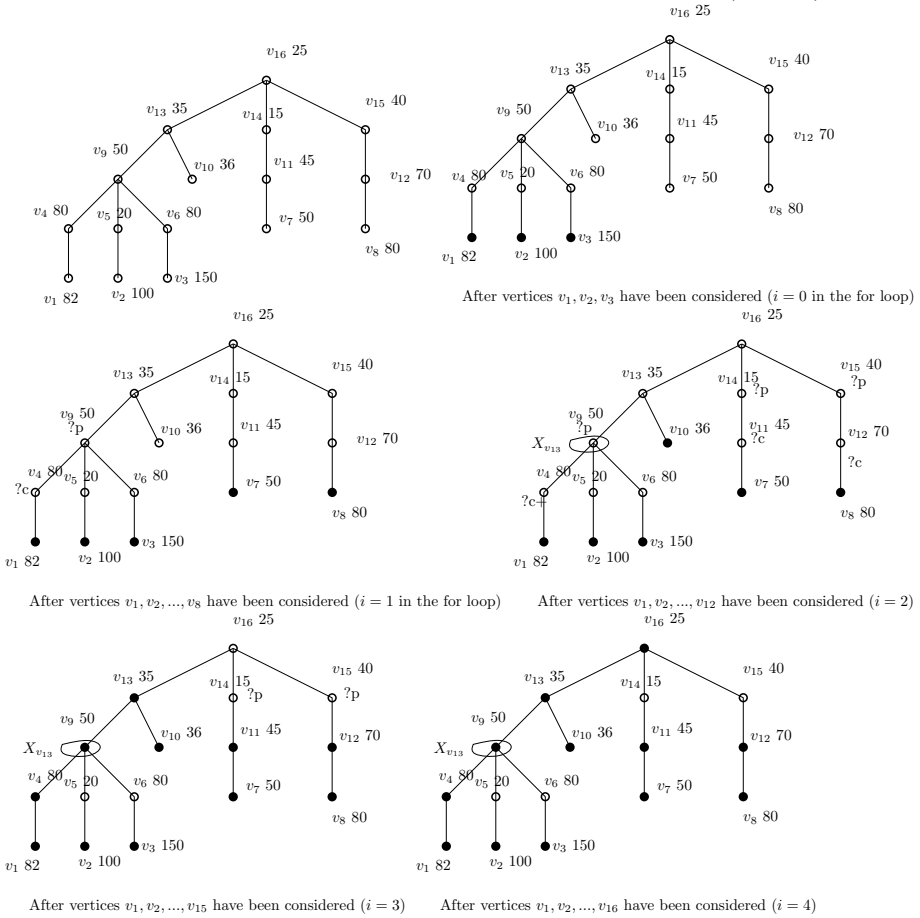 v16 25
v13 35
v14 15
v15 40
v9 50
v10 36
v11 45
v12 70
v4 80
v5 20
v6 80
v7 50
v8 80
v1 82
v2 100
v3 150
v16 25
v13 35
v14 15
v15 40
v9 50
v10 36
v11 45
v12 70
v4 80
v5 20
v6 80
v7 50
v8 80
v1 82
v2 100
v3 150
After vertices v1, v2, v3 have been considered (i = 0 in the for loop)
v16 25
v13 35
v14 15
v15 40
v9 50
?p
v10 36
v11 45
v12 70
v4 80
?c
v5 20
v6 80
v7 50
v8 80
v1 82
v2 100
v3 150
After vertices v1, v2, ..., v8 have been considered (i = 1 in the for loop)
v16 25
v13 35
v14 15
?p
v15 40
?p
v9 50
?p
Xv13
v10 36
v11 45
?c
v12 70
?c
v4 80
?c+
v5 20
v6 80
v7 50
v8 80
v1 82
v2 100
v3 150
After vertices v1, v2, ..., v12 have been considered (i = 2)
v16 25
v13 35
v14 15
?p
v15 40
?p
v9 50
Xv13
v10 36
v11 45
v12 70
v4 80
v5 20
v6 80
v7 50
v8 80
v1 82
v2 100
v3 150
After vertices v1, v2, ..., v15 have been considered (i = 3)
v16 25
v13 35
v14 15
v15 40
v9 50
Xv13
v10 36
v11 45
v12 70
v4 80
v5 20
v6 80
v7 50
v8 80
v1 82
v2 100
v3 150
After vertices v1, v2, ..., v16 have been considered (i = 4)